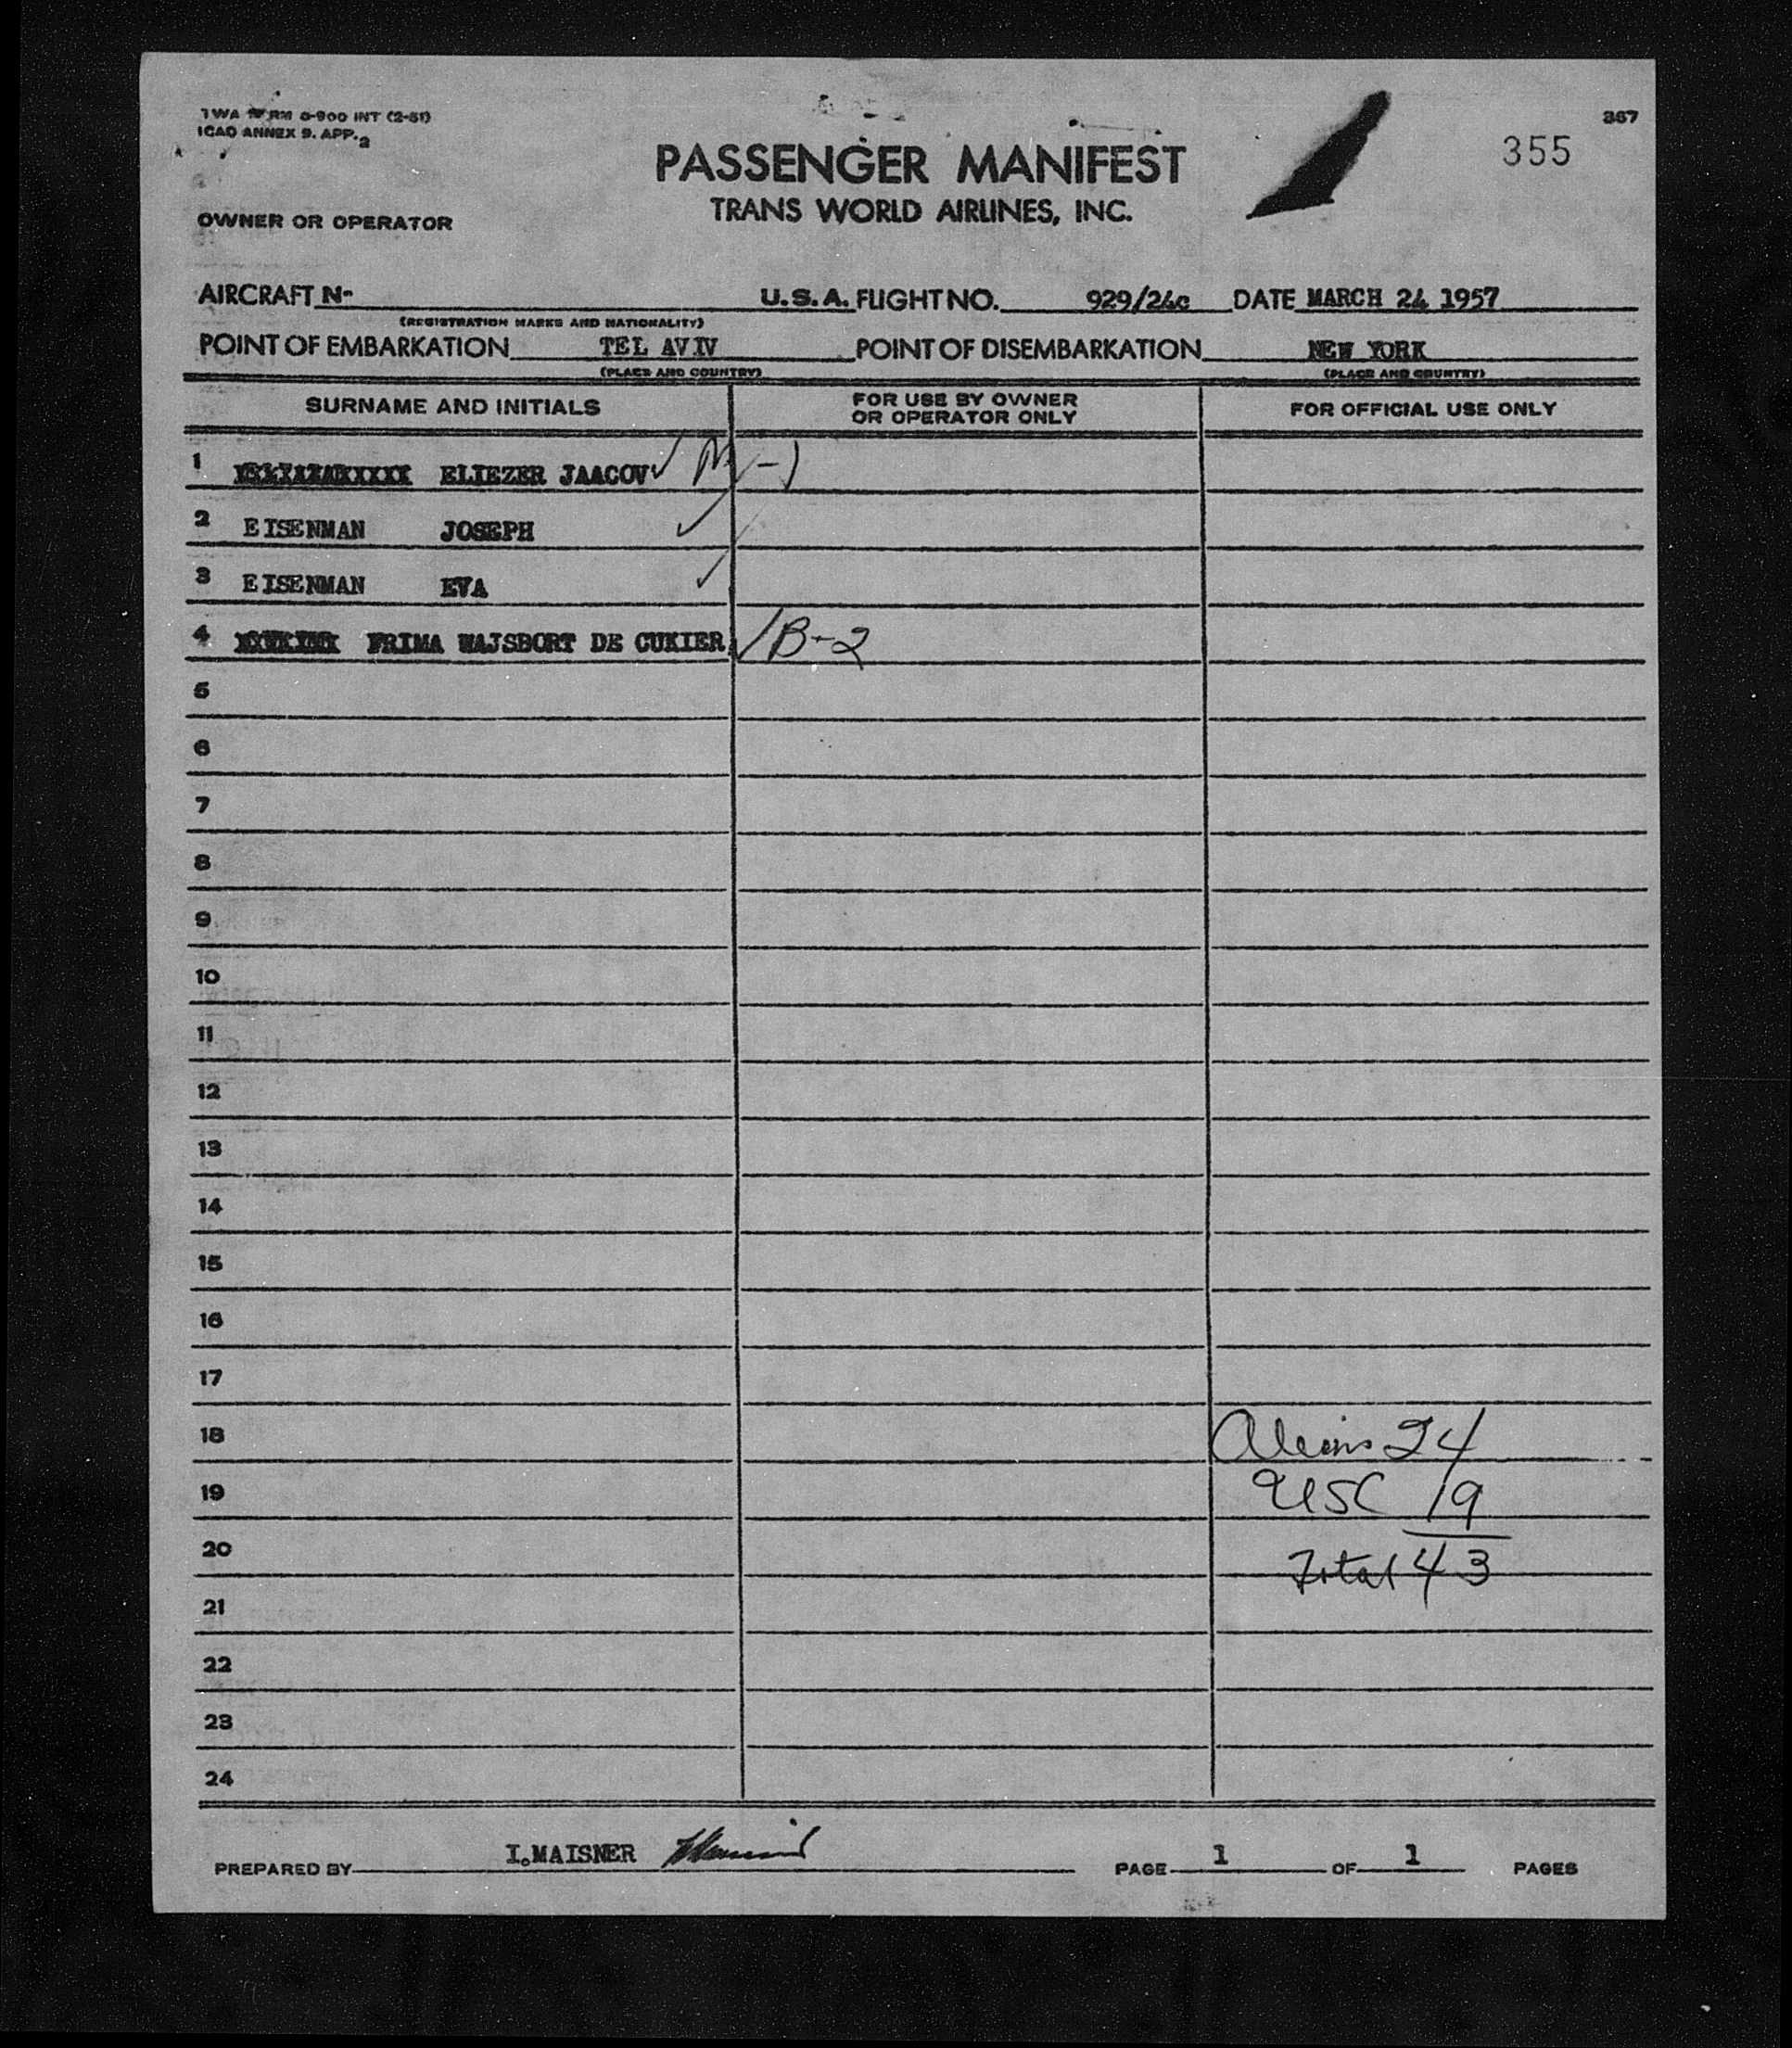 TWA FORM 0-900 INT (2-51)
ICAO ANNEX 9. APP. 2
367
355
PASSENGER MANIFEST
TRANS WORLD AIRLINES, INC.
OWNER OR OPERATOR
AIRCRAFT N- U.S.A. FLIGHT NO. 929/24c DATE MARCH 24 1957
(REGISTRATION MARKS AND NATIONALITY)
POINT OF EMBARKATION TEL AVIV POINT OF DISEMBARKATION NEW YORK
(PLACE AND COUNTRY) (PLACE AND COUNTRY)
SURNAME AND INITIALS FOR USE BY OWNER OR OPERATOR ONLY FOR OFFICIAL USE ONLY
1 ELIEZER JAACOV
2 EISENMAN JOSEPH
3 EISENMAN EVA
4 FRIMA WAJSBORT DE CUKIER B-2
5
6
7
8
9
10
11
12
13
14
15
16
17
18 Aliens 24
19 USC 19
20 Total 43
21
22
23
24
PREPARED BY I.MAISNER PAGE 1 OF 1 PAGES